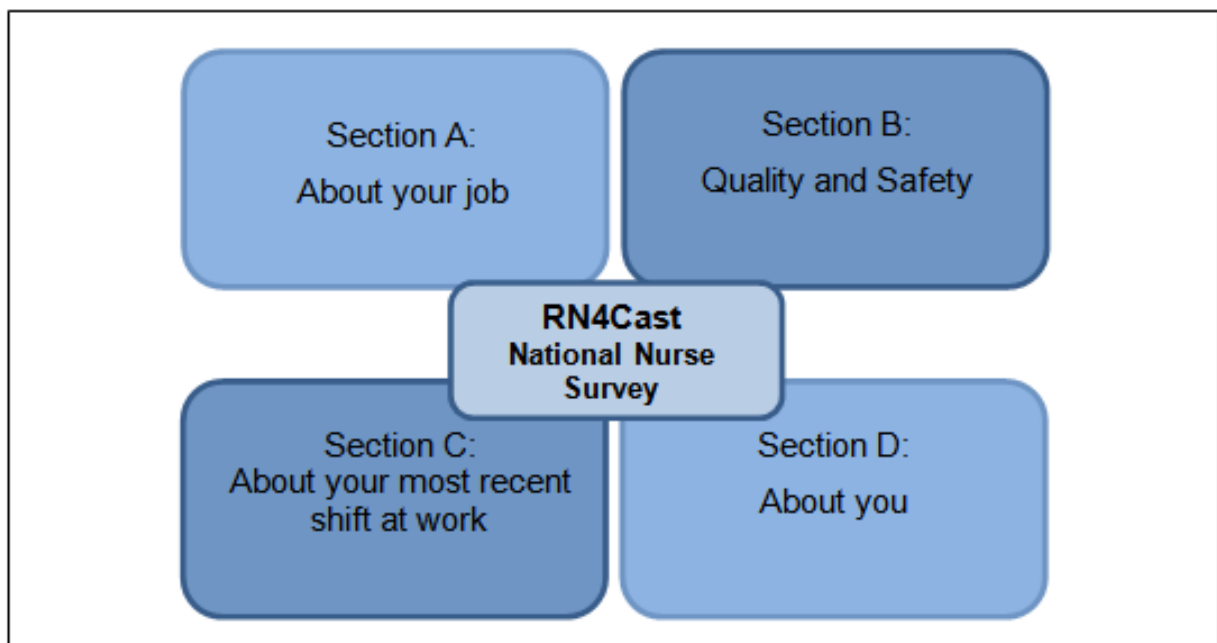 Section A:
About your job
Section B:
Quality and Safety
RN4Cast
National Nurse
Survey
Section C:
About your most recent
shift at work
Section D:
About you